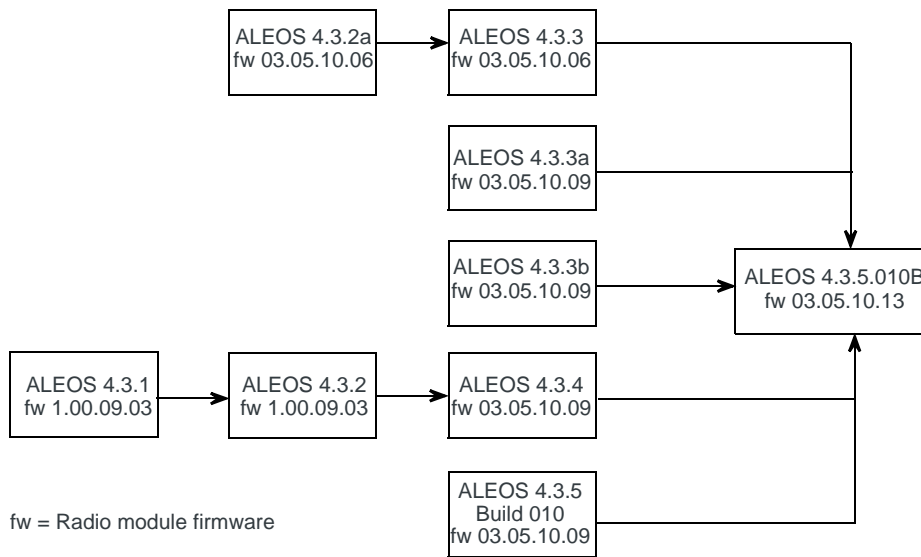 ALEOS 4.3.2a
fw 03.05.10.06
ALEOS 4.3.3
fw 03.05.10.06
ALEOS 4.3.3a
fw 03.05.10.09
ALEOS 4.3.3b
fw 03.05.10.09
ALEOS 4.3.5.010B
fw 03.05.10.13
ALEOS 4.3.1
fw 1.00.09.03
ALEOS 4.3.2
fw 1.00.09.03
ALEOS 4.3.4
fw 03.05.10.09
ALEOS 4.3.5
Build 010
fw 03.05.10.09
fw = Radio module firmware